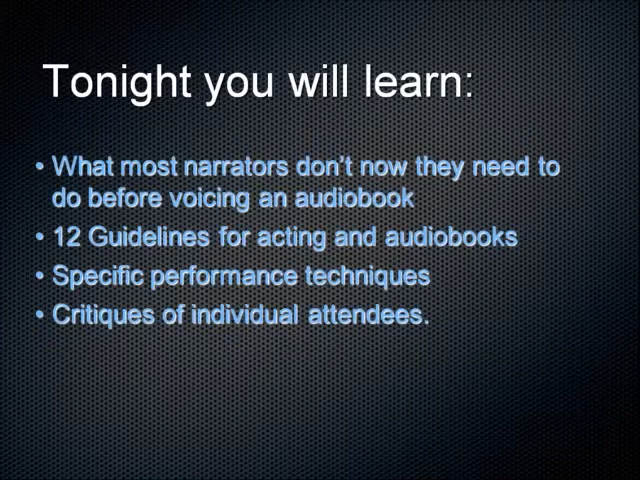 Tonight you will learn:
• What most narrators don't now they need to
do before voicing an audiobook
• 12 Guidelines for acting and audiobooks
• Specific performance techniques
• Critiques of individual attendees.